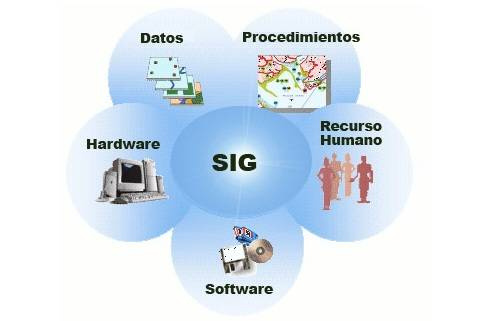 Datos
Procedimientos
Hardware
Recurso
Humano
SIG
Software